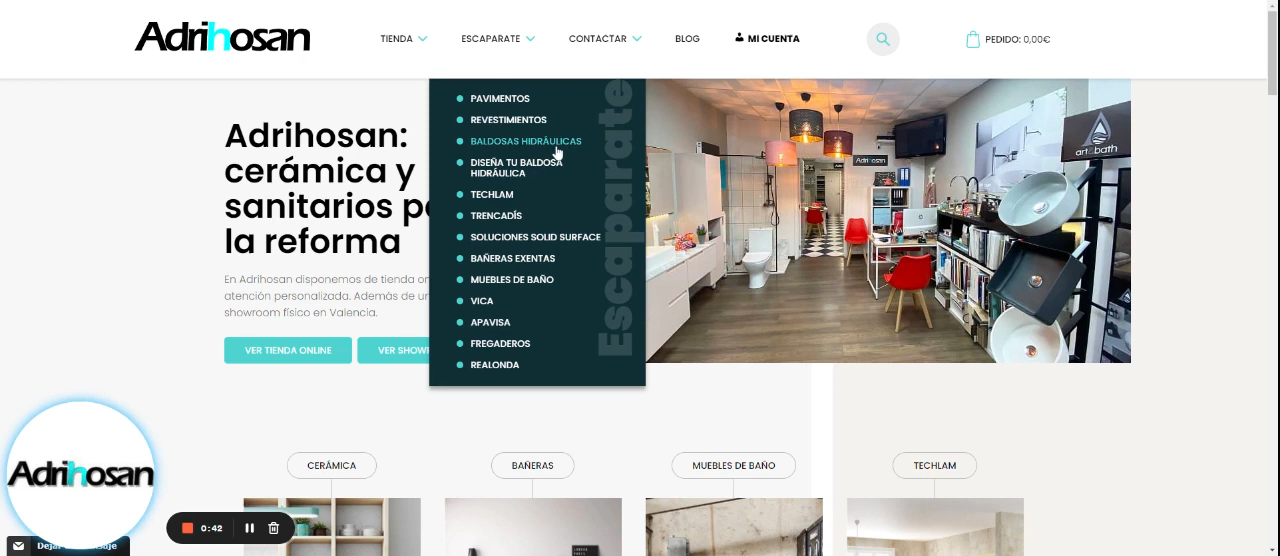 Adrihosan
TIENDA
ESCAPARATE
CONTACTAR
BLOG
MI CUENTA
PEDIDO: 0,00€
Adrihosan:
cerámica y
sanitarios p
la reforma
En Adrihosan disponemos de tienda on
atención personalizada. Además de un
showroom físico en Valencia.
VER TIENDA ONLINE
VER SHOW
PAVIMENTOS
REVESTIMIENTOS
BALDOSAS HIDRÁULICAS
DISEÑA TU BALDOSA
HIDRÁULICA
TECHLAM
TRENCADÍS
SOLUCIONES SOLID SURFACE
BAÑERAS EXENTAS
MUEBLES DE BAÑO
VICA
APAVISA
FREGADEROS
REALONDA
Escaparate
Adrihosan
art&bath
CERÁMICA
BAÑERAS
MUEBLES DE BAÑO
TECHLAM
Adrihosan
0:42